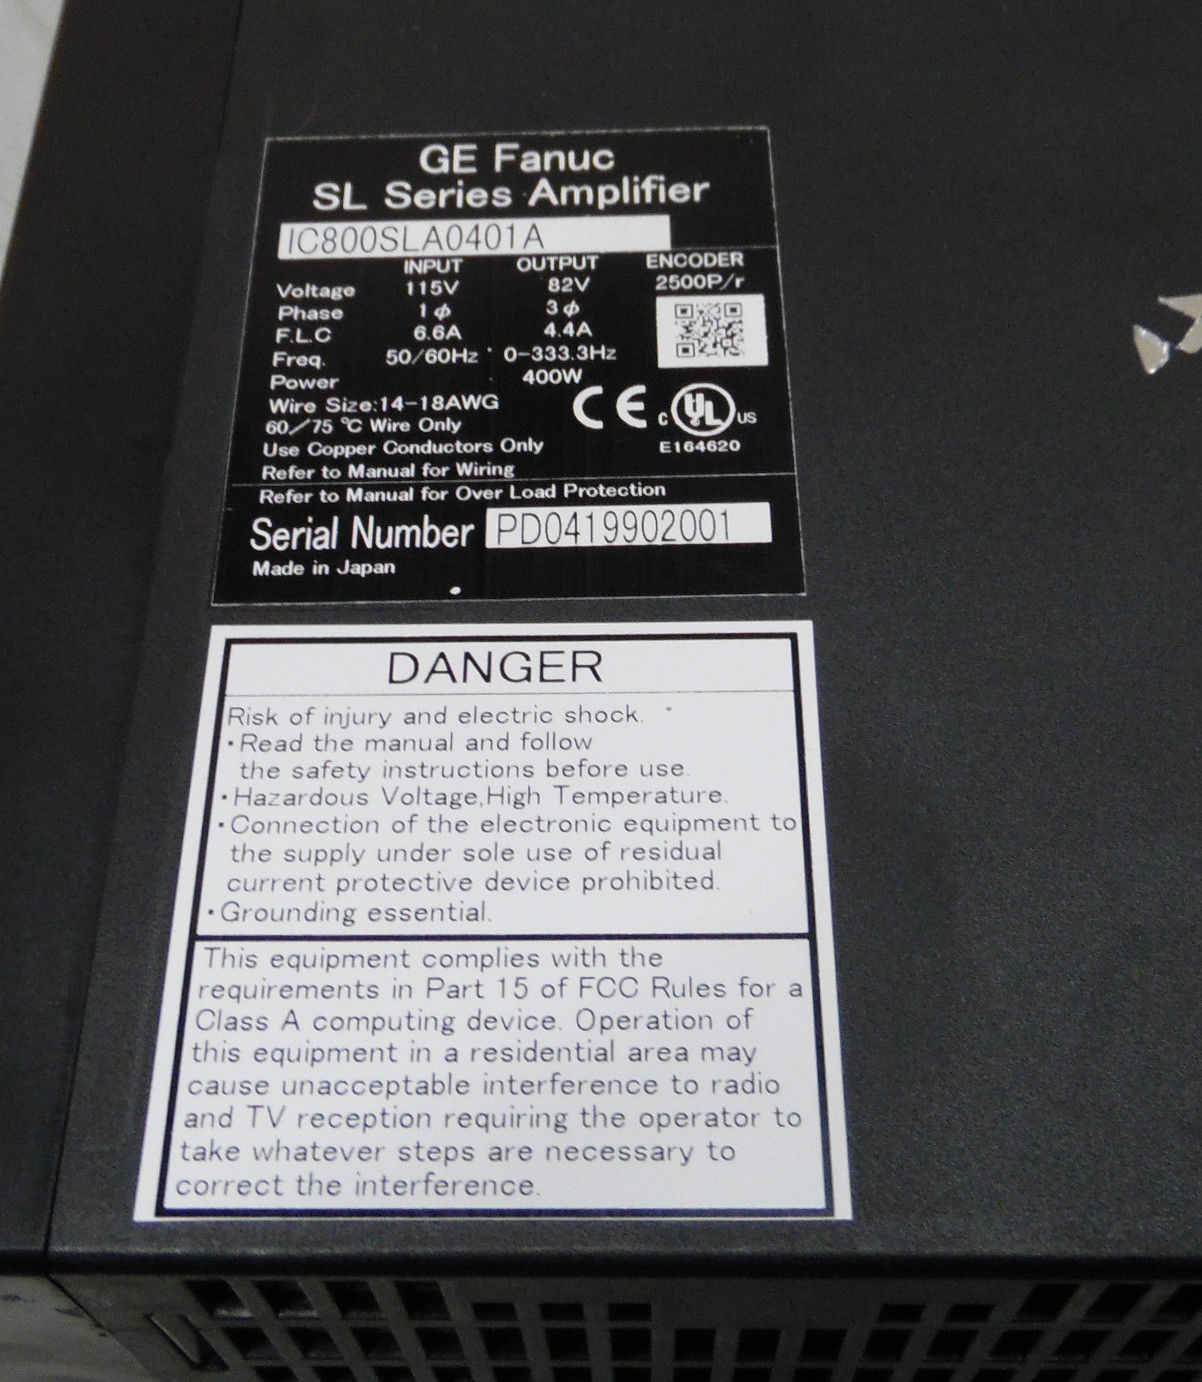 GE Fanuc
SL Series Amplifier
IC800SLA0401A
INPUT OUTPUT ENCODER
Voltage 115V 82V 2500P/r
Phase 1ϕ 3ϕ
F.L.C 6.6A 4.4A
Freq. 50/60Hz 0-333.3Hz
Power 400W
Wire Size:14-18AWG
60/75 ℃ Wire Only
Use Copper Conductors Only
Refer to Manual for Wiring
CE c UL US
E164620
Refer to Manual for Over Load Protection
Serial Number PD0419902001
Made in Japan
DANGER
Risk of injury and electric shock.
・Read the manual and follow
the safety instructions before use.
・Hazardous Voltage,High Temperature.
・Connection of the electronic equipment to
the supply under sole use of residual
current protective device prohibited.
・Grounding essential.
This equipment complies with the
requirements in Part 15 of FCC Rules for a
Class A computing device. Operation of
this equipment in a residential area may
cause unacceptable interference to radio
and TV reception requiring the operator to
take whatever steps are necessary to
correct the interference.